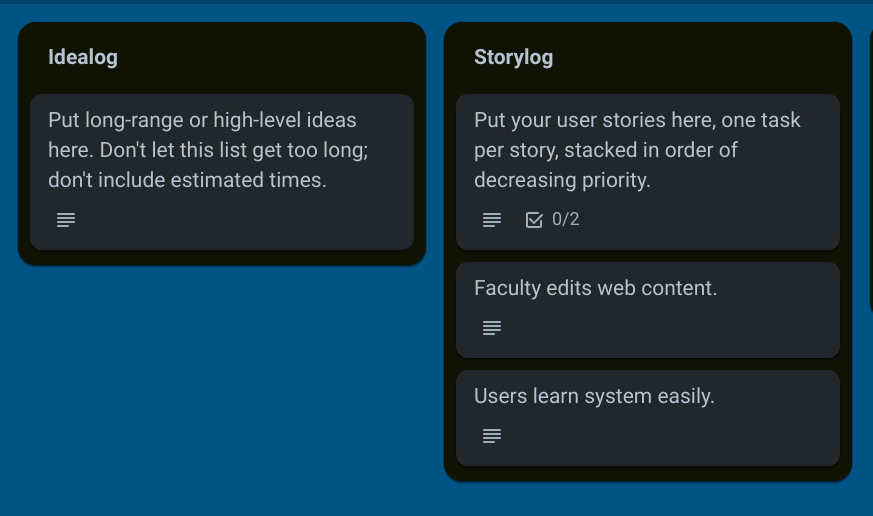 Idealog
Put long-range or high-level ideas
here. Don't let this list get too long;
don't include estimated times.
Storylog
Put your user stories here, one task
per story, stacked in order of
decreasing priority.
0/2
Faculty edits web content.
Users learn system easily.